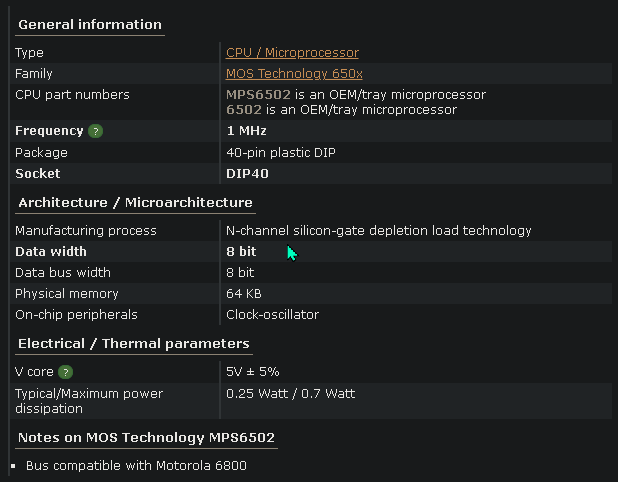 General information
Type CPU / Microprocessor
Family MOS Technology 650x
CPU part numbers MPS6502 is an OEM/tray microprocessor
6502 is an OEM/tray microprocessor
Frequency ? 1 MHz
Package 40-pin plastic DIP
Socket DIP40
Architecture / Microarchitecture
Manufacturing process N-channel silicon-gate depletion load technology
Data width 8 bit
Data bus width 8 bit
Physical memory 64 KB
On-chip peripherals Clock-oscillator
Electrical / Thermal parameters
V core ? 5V ± 5%
Typical/Maximum power 0.25 Watt / 0.7 Watt
dissipation
Notes on MOS Technology MPS6502
▪ Bus compatible with Motorola 6800